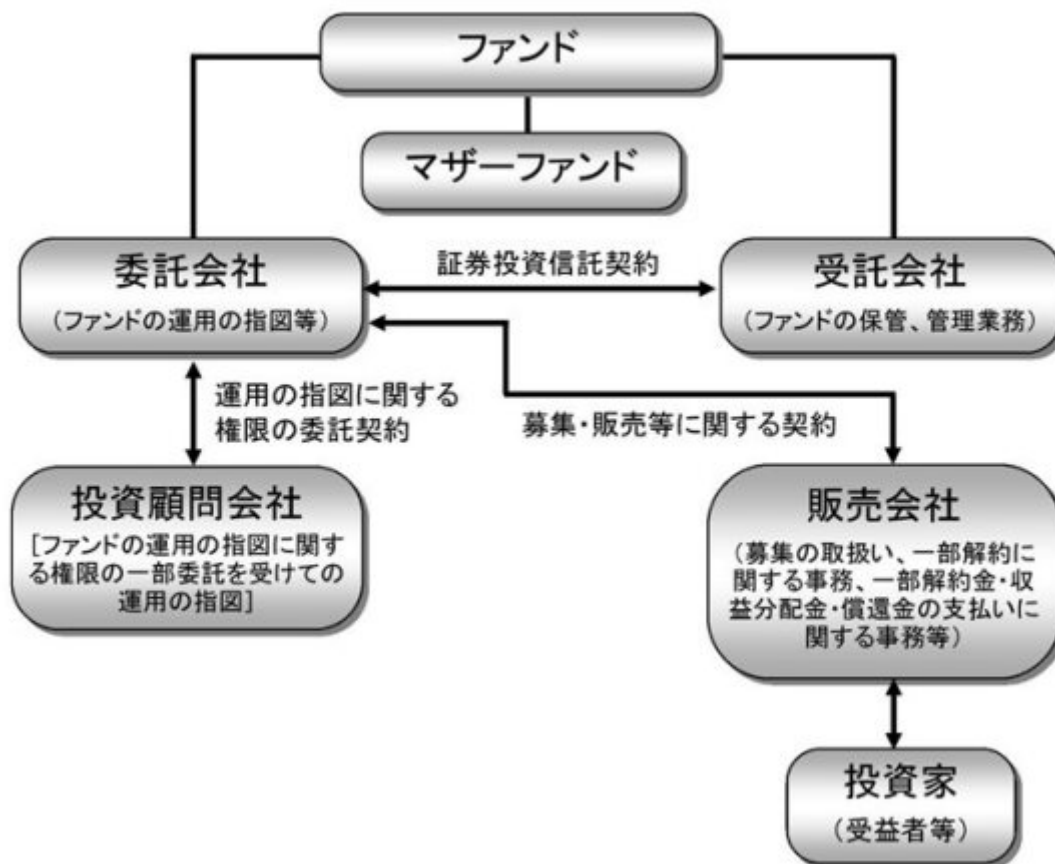 ファンド
マザーファンド
委託会社
（ファンドの運用の指図等）
証券投資信託契約
受託会社
（ファンドの保管、管理業務）
運用の指図に関する
権限の委託契約
募集・販売等に関する契約
投資顧問会社
［ファンドの運用の指図に関す
る権限の一部委託を受けての
運用の指図］
販売会社
（募集の取扱い、一部解約に
関する事務、一部解約金・収
益分配金・償還金の支払いに
関する事務等）
投資家
（受益者等）